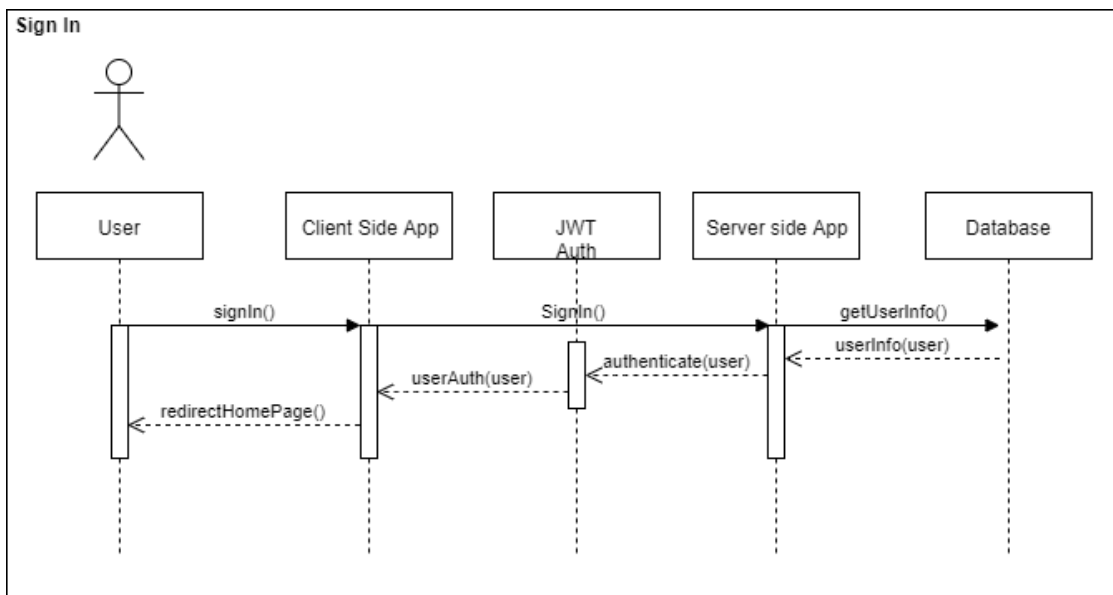 Sign In
User
Client Side App
JWT
Auth
Server side App
Database
signIn()
SignIn()
getUserInfo()
userInfo(user)
authenticate(user)
userAuth(user)
redirectHomePage()